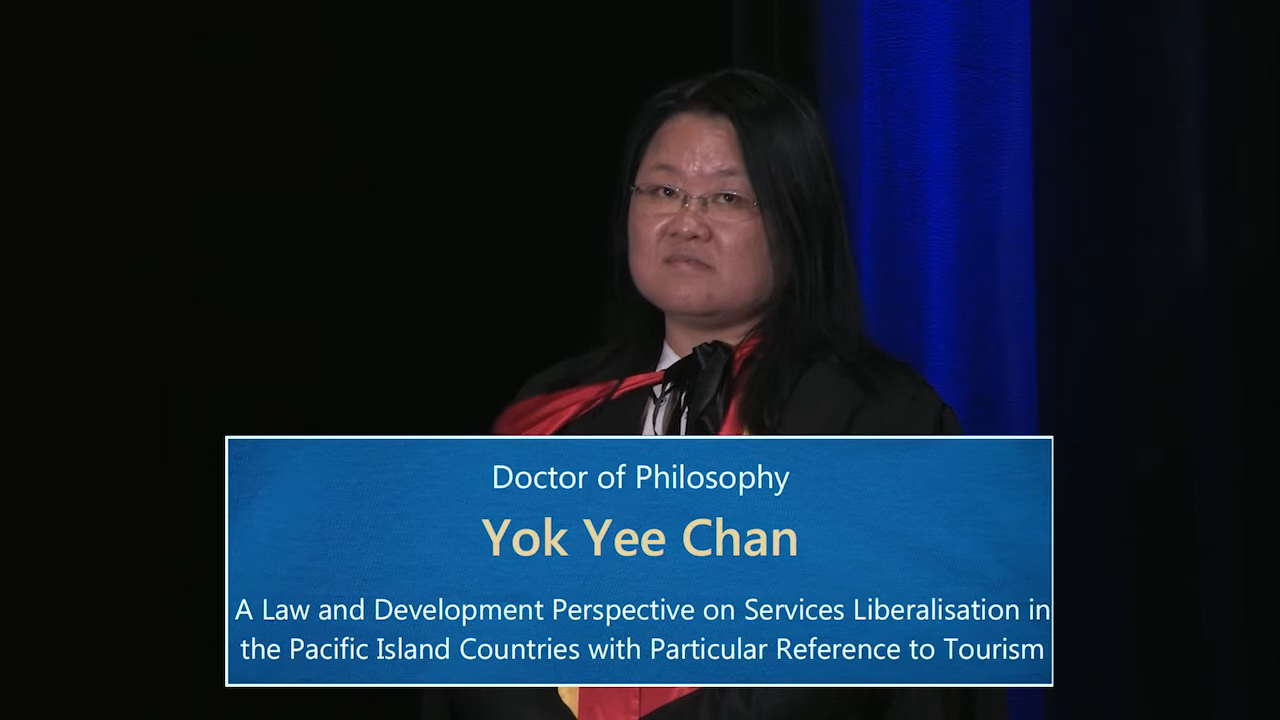 Doctor of Philosophy
Yok Yee Chan
A Law and Development Perspective on Services Liberalisation in
the Pacific Island Countries with Particular Reference to Tourism